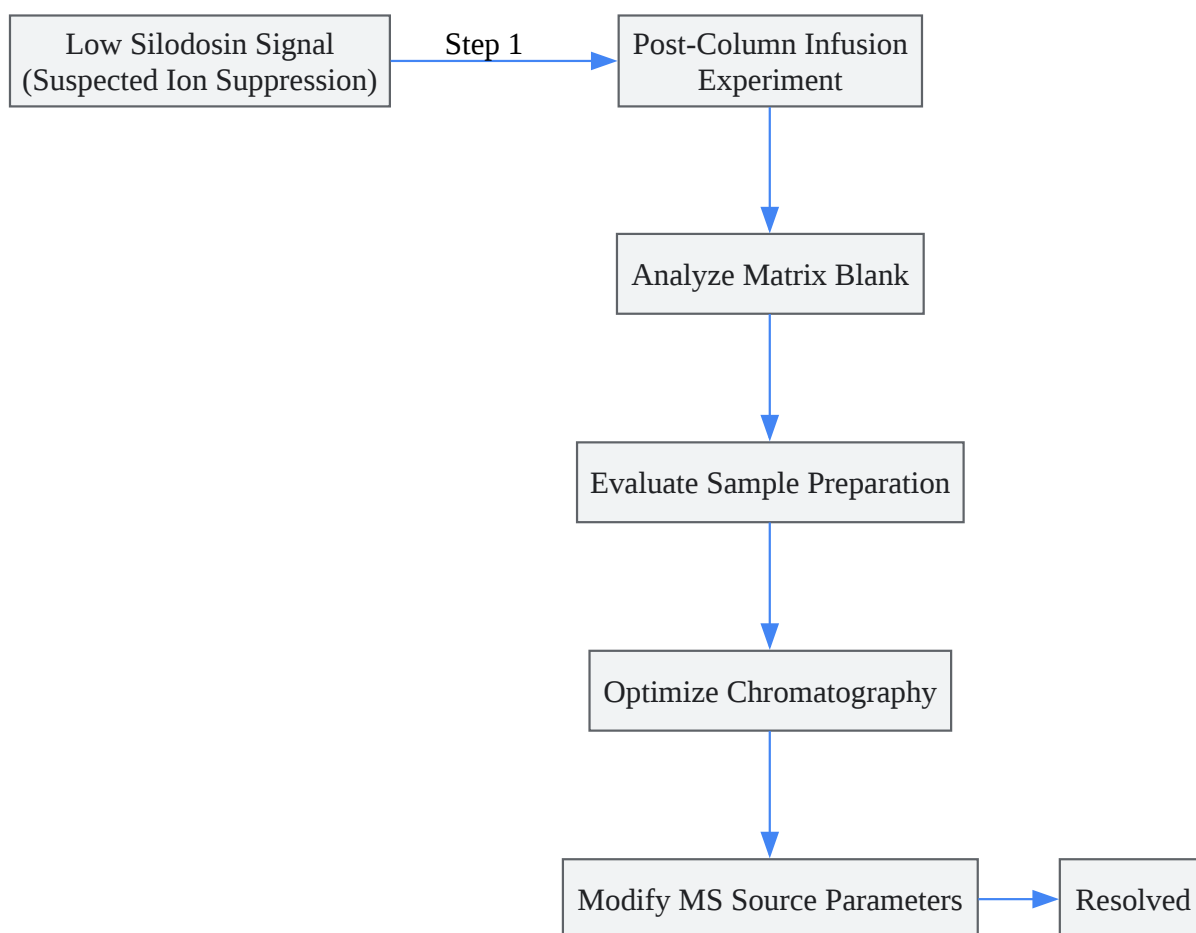 Low Silodosin Signal
(Suspected Ion Suppression)
Step 1
Post-Column Infusion
Experiment
Analyze Matrix Blank
Evaluate Sample Preparation
Optimize Chromatography
Modify MS Source Parameters
Resolved